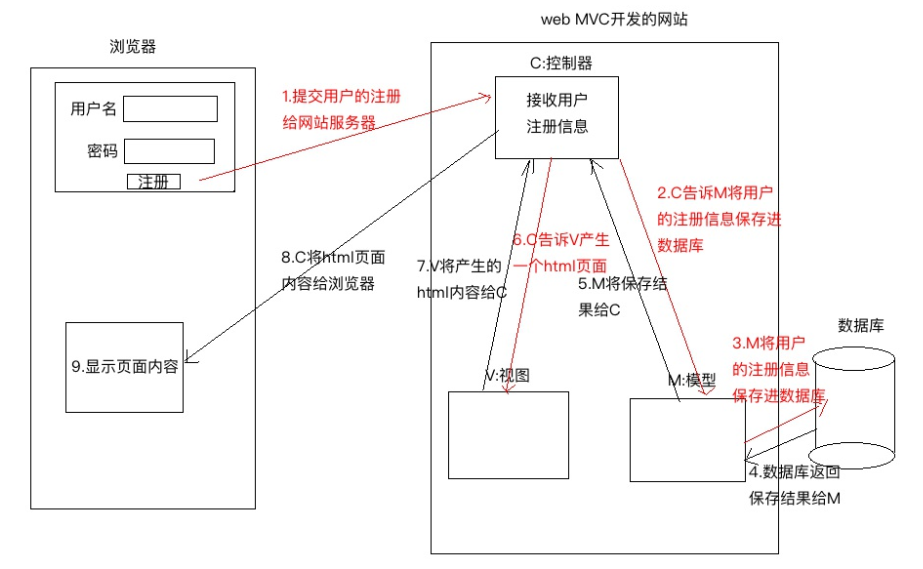 web MVC开发的网站
浏览器
C:控制器
用户名
密码
注册
1.提交用户的注册
给网站服务器
接收用户
注册信息
2.C告诉M将用户
的注册信息保存进
数据库
8.C将html页面
内容给浏览器
7.V将产生的
html内容给C
6.C告诉V产生
一个html页面
5.M将保存结
果给C
数据库
9.显示页面内容
V:视图
M:模型
3.M将用户
的注册信息
保存进数据库
4.数据库返回
保存结果给M